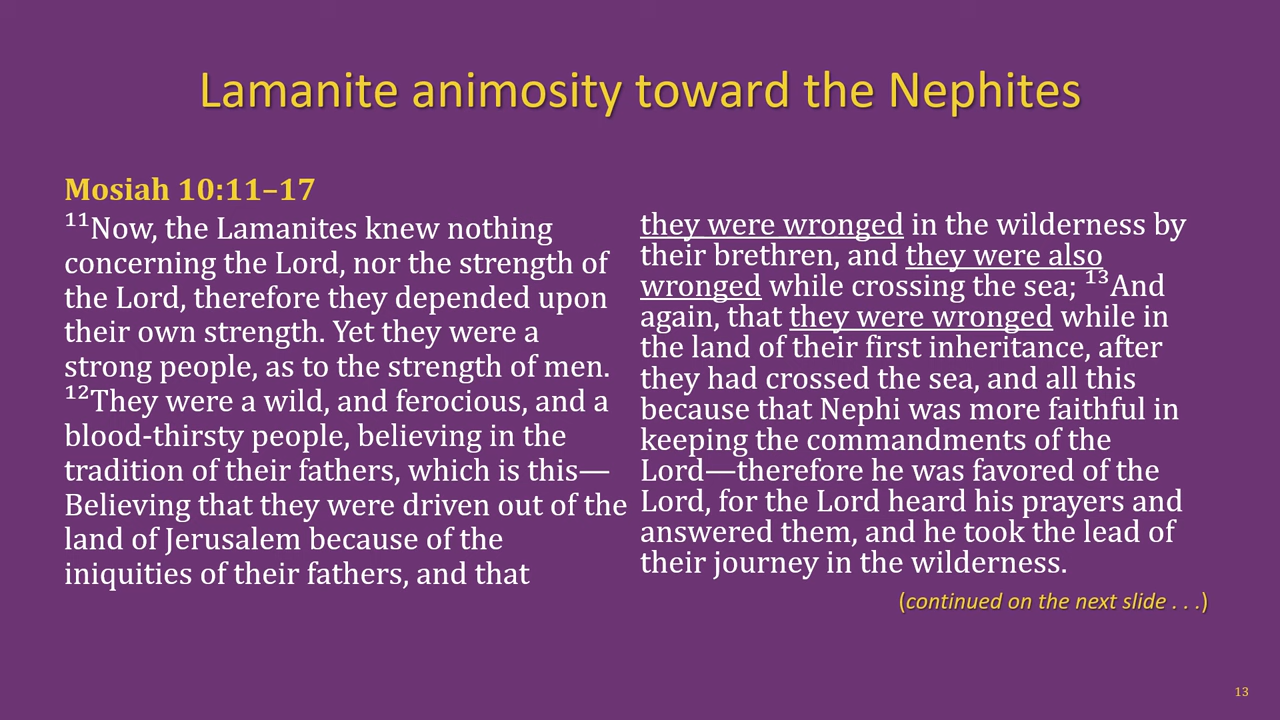 Lamanite animosity toward the Nephites
Mosiah 10:11–17
¹¹Now, the Lamanites knew nothing
concerning the Lord, nor the strength of
the Lord, therefore they depended upon
their own strength. Yet they were a
strong people, as to the strength of men.
¹²They were a wild, and ferocious, and a
blood-thirsty people, believing in the
tradition of their fathers, which is this—
Believing that they were driven out of the
land of Jerusalem because of the
iniquities of their fathers, and that
they were wronged in the wilderness by
their brethren, and they were also
wronged while crossing the sea; ¹³And
again, that they were wronged while in
the land of their first inheritance, after
they had crossed the sea, and all this
because that Nephi was more faithful in
keeping the commandments of the
Lord—therefore he was favored of the
Lord, for the Lord heard his prayers and
answered them, and he took the lead of
their journey in the wilderness.
(continued on the next slide . . .)
13